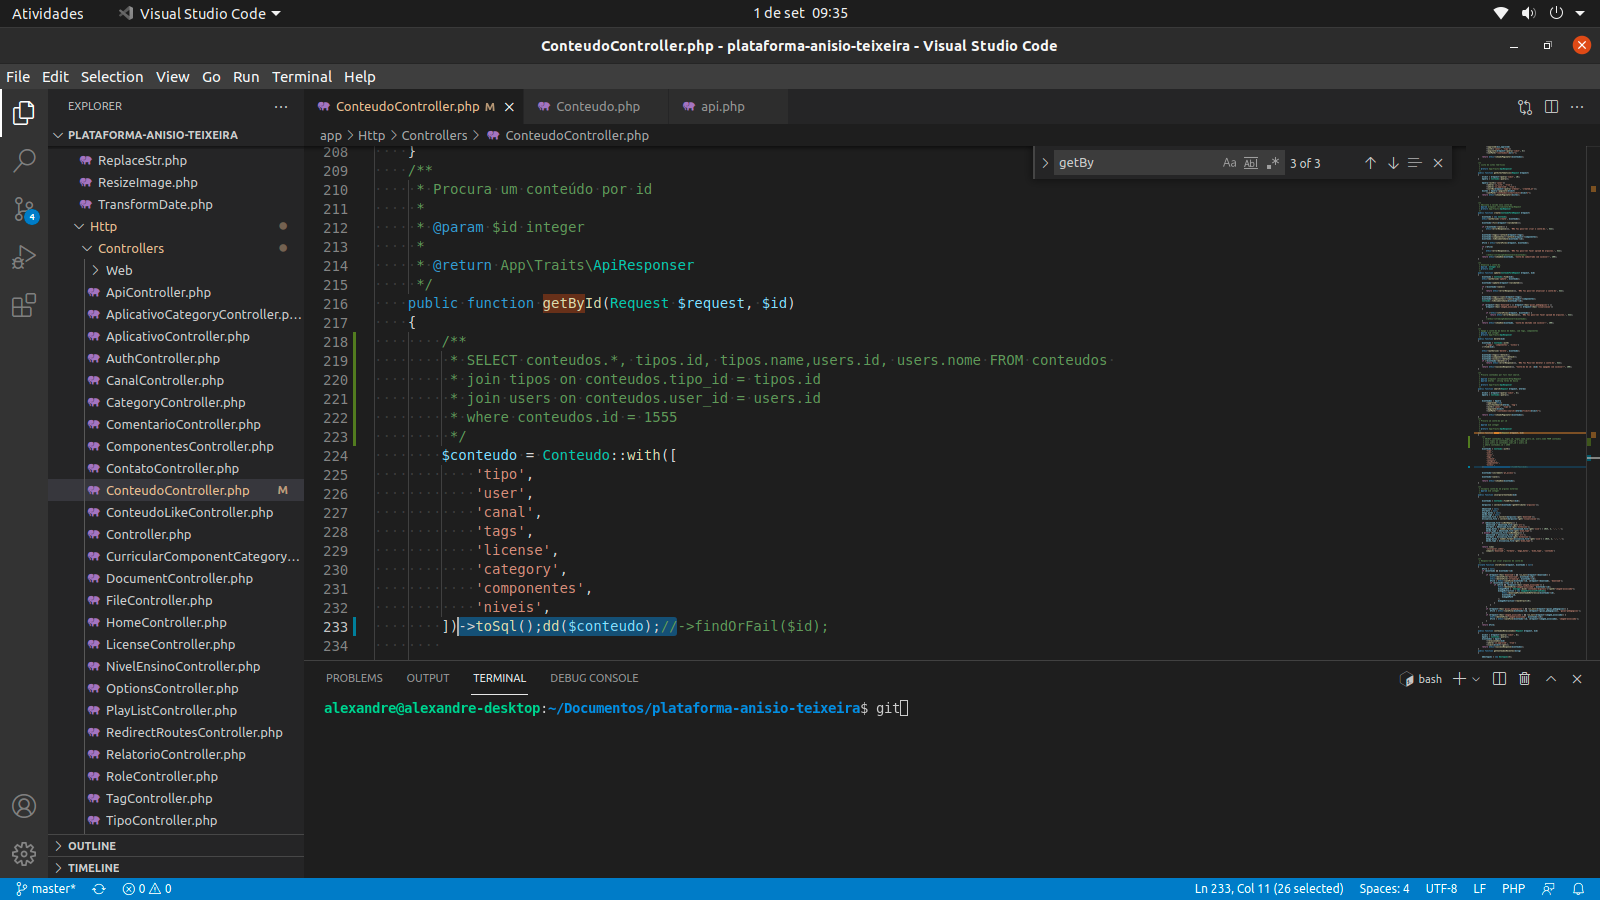 Atividades
Visual Studio Code
1 de set 09:35
ConteudoController.php - plataforma-anisio-teixeira - Visual Studio Code
File Edit Selection View Go Run Terminal Help
EXPLORER
PLATAFORMA-ANISIO-TEIXEIRA
ReplaceStr.php
ResizeImage.php
TransformDate.php
Http
Controllers
Web
ApiController.php
AplicativoCategoryController.p...
AplicativoController.php
AuthController.php
CanalController.php
CategoryController.php
ComentarioController.php
ComponentesController.php
ContatoController.php
ConteudoController.php M
ConteudoLikeController.php
Controller.php
CurricularComponentCategory...
DocumentController.php
FileController.php
HomeController.php
LicenseController.php
NivelEnsinoController.php
OptionsController.php
PlayListController.php
RedirectRoutesController.php
RelatorioController.php
RoleController.php
TagController.php
TipoController.php
OUTLINE
TIMELINE
4
ConteudoController.php M
Conteudo.php
api.php
app > Http > Controllers > ConteudoController.php
getBy
Aa Abl .*
3 of 3
208 }
209 /**
210 * Procura um conteúdo por id
211 *
212 * @param $id integer
213 *
214 * @return App\Traits\ApiResponser
215 */
216 public function getById(Request $request, $id)
217 {
218 /**
219 * SELECT conteudos.*, tipos.id, tipos.name,users.id, users.nome FROM conteudos
220 * join tipos on conteudos.tipo_id = tipos.id
221 * join users on conteudos.user_id = users.id
222 * where conteudos.id = 1555
223 */
224 $conteudo = Conteudo::with([
225 'tipo',
226 'user',
227 'canal',
228 'tags',
229 'license',
230 'category',
231 'componentes',
232 'niveis',
233 ])->toSql();dd($conteudo);//->findOrFail($id);
234
PROBLEMS OUTPUT TERMINAL DEBUG CONSOLE
bash
alexandre@alexandre-desktop:~/Documentos/plataforma-anisio-teixeira$ git
master*
0 0
Ln 233, Col 11 (26 selected)
Spaces: 4
UTF-8
LF
PHP